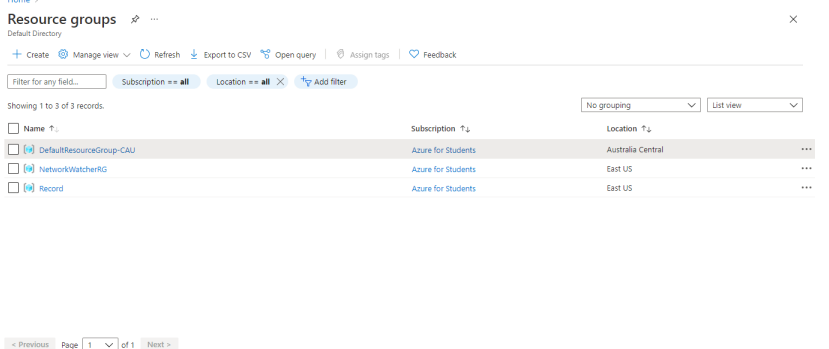 Home >
Resource groups
Default Directory
Create Manage view Refresh Export to CSV Open query Assign tags Feedback
Filter for any field... Subscription == all Location == all Add filter
Showing 1 to 3 of 3 records. No grouping List view
Name ↑↓ Subscription ↑↓ Location ↑↓
DefaultResourceGroup-CAU Azure for Students Australia Central
NetworkWatcherRG Azure for Students East US
Record Azure for Students East US
< Previous Page 1 of 1 Next >